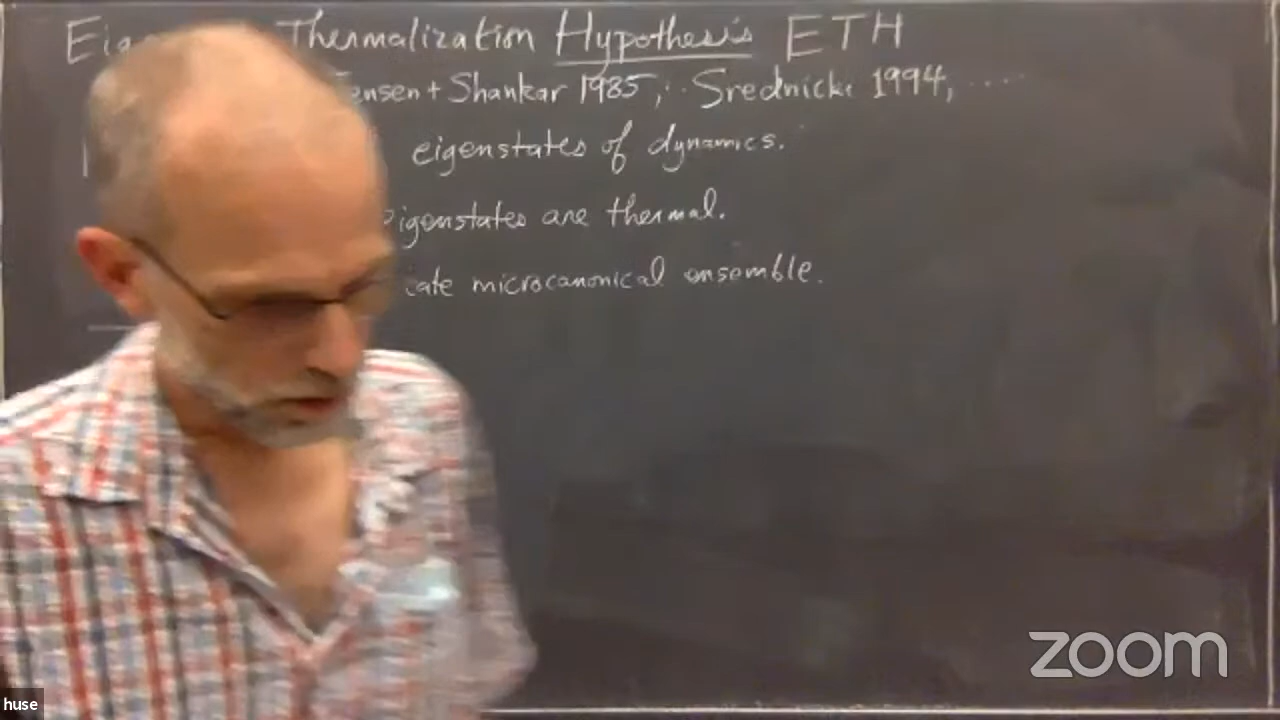 Thermalization Hypothesis ETH
ensen + Shankar 1985, .. Srednicki 1994, .....
eigenstates of dynamics.
eigenstates are thermal.
cate microcanonical ensemble.
zoom
huse